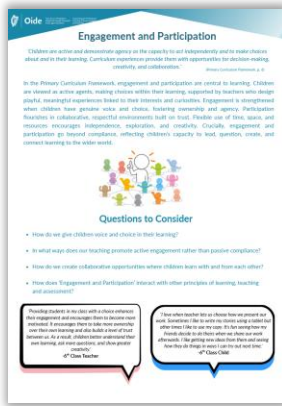 Oide
Engagement and Participation
'Children are active and demonstrate agency as the capacity to act independently and to make choices
about and in their learning. Curriculum experiences provide them with opportunities for decision-making,
creativity, and collaboration.'
In the Primary Curriculum Framework, engagement and participation are central to learning. Children
are viewed as active agents, making choices within their learning, supported by teachers who design
playful, meaningful experiences linked to their interests and curiosities. Engagement is strengthened
when children have genuine voice and choice, fostering ownership and agency. Participation
flourishes in collaborative, respectful environments built on trust. Flexible use of time, space, and
resources encourages independence, exploration, and creativity. Crucially, engagement and
participation go beyond compliance, reflecting children's capacity to lead, question, create, and
connect learning to the wider world.
Questions to Consider
• How do we give children voice and choice in their learning?
• In what ways does our teaching promote active engagement rather than passive compliance?
• How do we create collaborative opportunities where children learn with and from each other?
• How does 'Engagement and Participation' interact with other principles of learning, teaching
and assessment?
'Providing students in my class with a choice enhances
their engagement and encourages them to become more
motivated. It encourages them to take more ownership
over their own learning and also builds a level of trust
between us. As a result, children better understand their
own learning, ask more questions, and show greater
creativity.'
-6th Class Teacher
'I love when teacher lets us choose how we present our
work. Sometimes I like to write my stories using a tablet but
other times I like to use my copy. It's fun seeing how my
friends decide to do theirs when we share our work
afterwards. I like getting new ideas from them and seeing
how they do things in ways I can try out next time.'
-6th Class Child